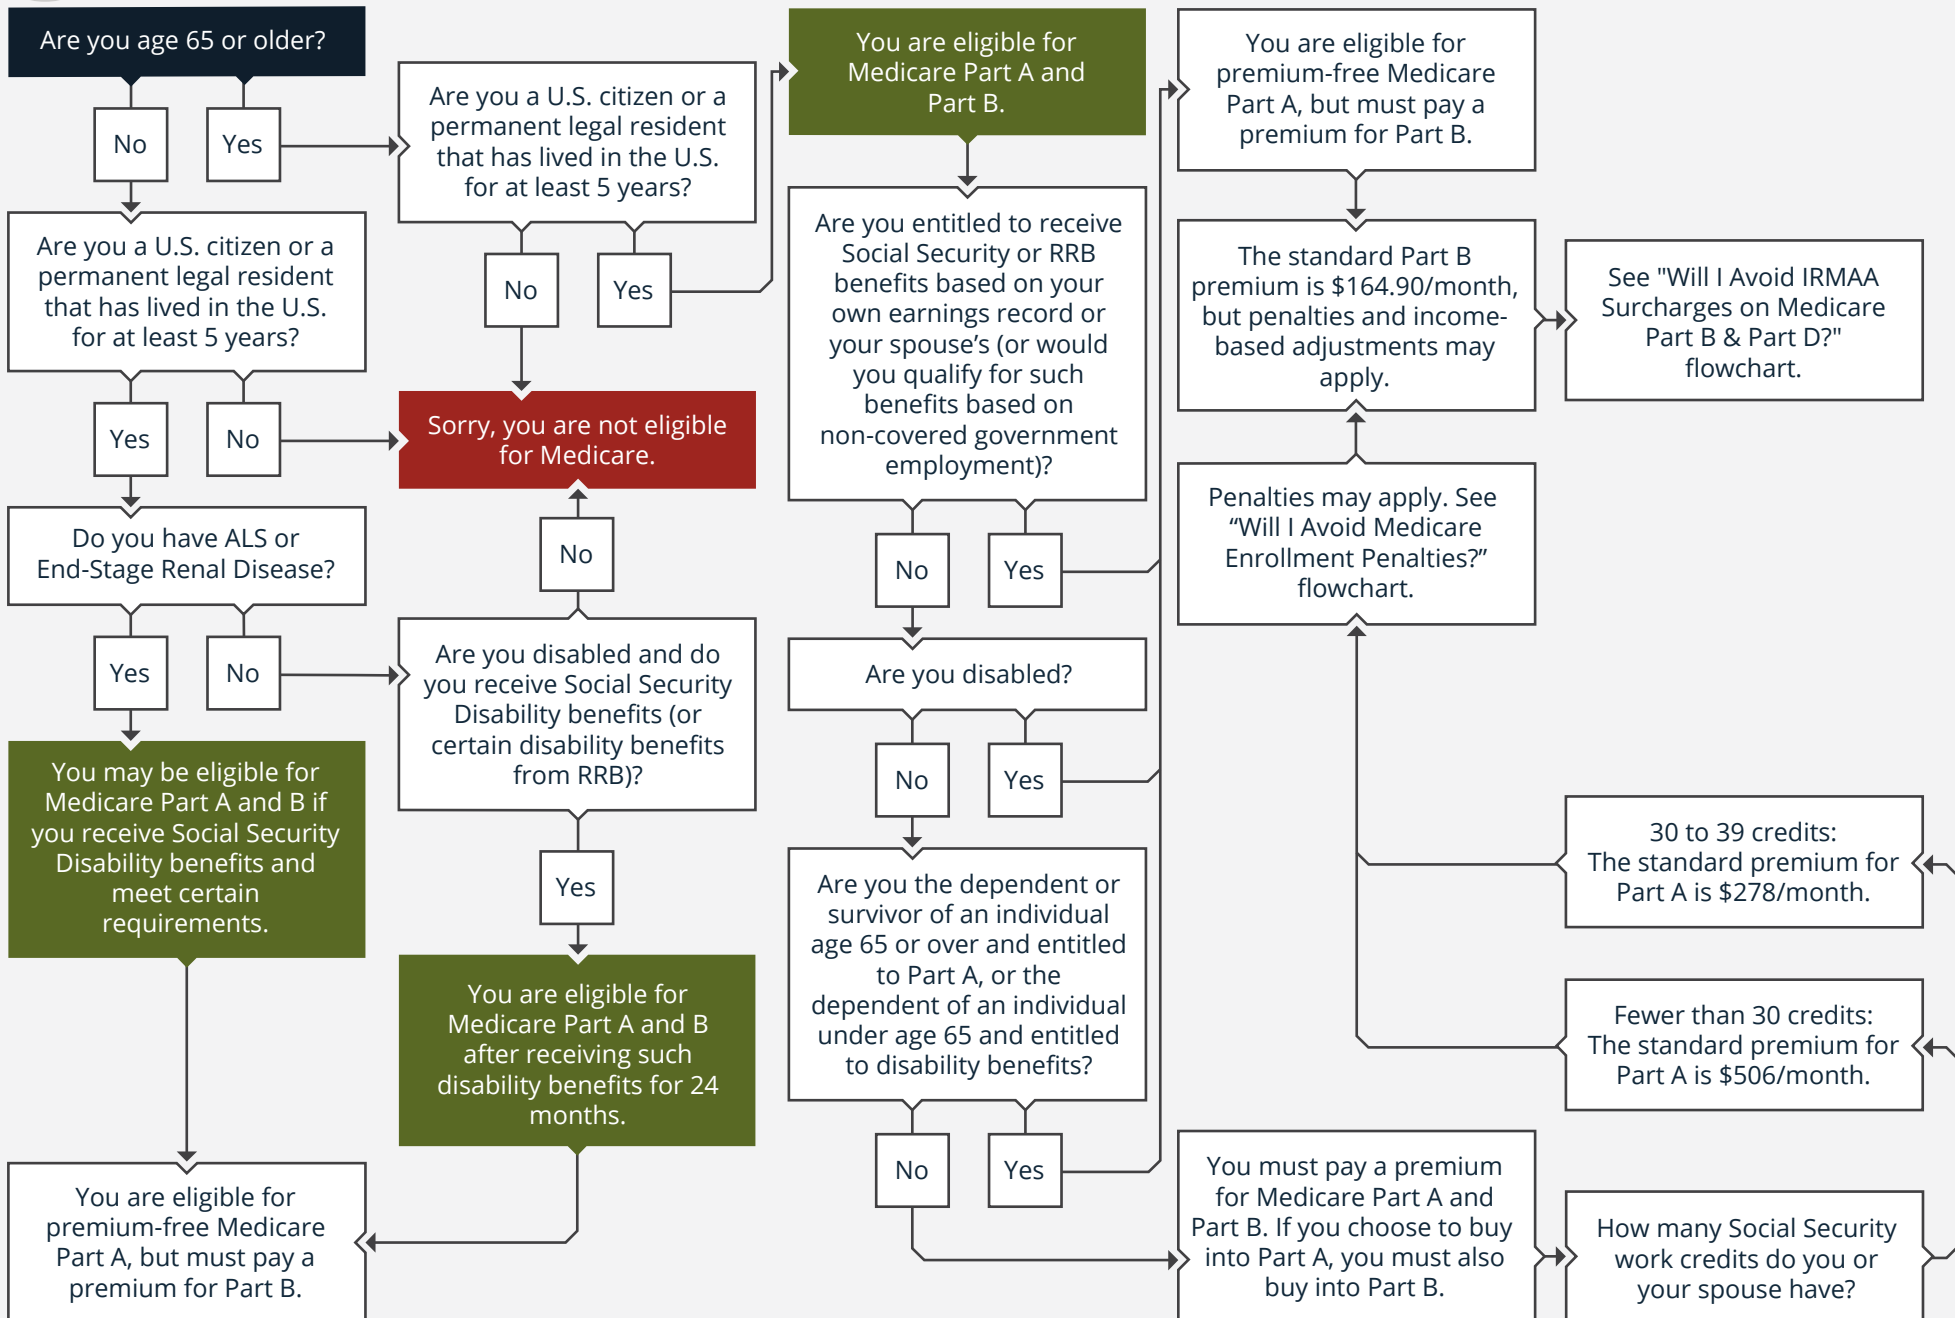 Are you age 65 or older?
No
Yes
Are you a U.S. citizen or a
permanent legal resident
that has lived in the U.S.
for at least 5 years?
Yes
No
Do you have ALS or
End-Stage Renal Disease?
Yes
No
You may be eligible for
Medicare Part A and B if
you receive Social Security
Disability benefits and
meet certain
requirements.
You are eligible for
premium-free Medicare
Part A, but must pay a
premium for Part B.
Are you a U.S. citizen or a
permanent legal resident
that has lived in the U.S.
for at least 5 years?
No
Yes
Sorry, you are not eligible
for Medicare.
No
Are you disabled and do
you receive Social Security
Disability benefits (or
certain disability benefits
from RRB)?
Yes
You are eligible for
Medicare Part A and B
after receiving such
disability benefits for 24
months.
You are eligible for
Medicare Part A and
Part B.
Are you entitled to receive
Social Security or RRB
benefits based on your
own earnings record or
your spouse’s (or would
you qualify for such
benefits based on
non-covered government
employment)?
No
Yes
Are you disabled?
No
Yes
Are you the dependent or
survivor of an individual
age 65 or over and entitled
to Part A, or the
dependent of an individual
under age 65 and entitled
to disability benefits?
No
Yes
You are eligible for
premium-free Medicare
Part A, but must pay a
premium for Part B.
The standard Part B
premium is $164.90/month,
but penalties and income-
based adjustments may
apply.
Penalties may apply. See
“Will I Avoid Medicare
Enrollment Penalties?”
flowchart.
You must pay a premium
for Medicare Part A and
Part B. If you choose to buy
into Part A, you must also
buy into Part B.
See "Will I Avoid IRMAA
Surcharges on Medicare
Part B & Part D?"
flowchart.
30 to 39 credits:
The standard premium for
Part A is $278/month.
Fewer than 30 credits:
The standard premium for
Part A is $506/month.
How many Social Security
work credits do you or
your spouse have?